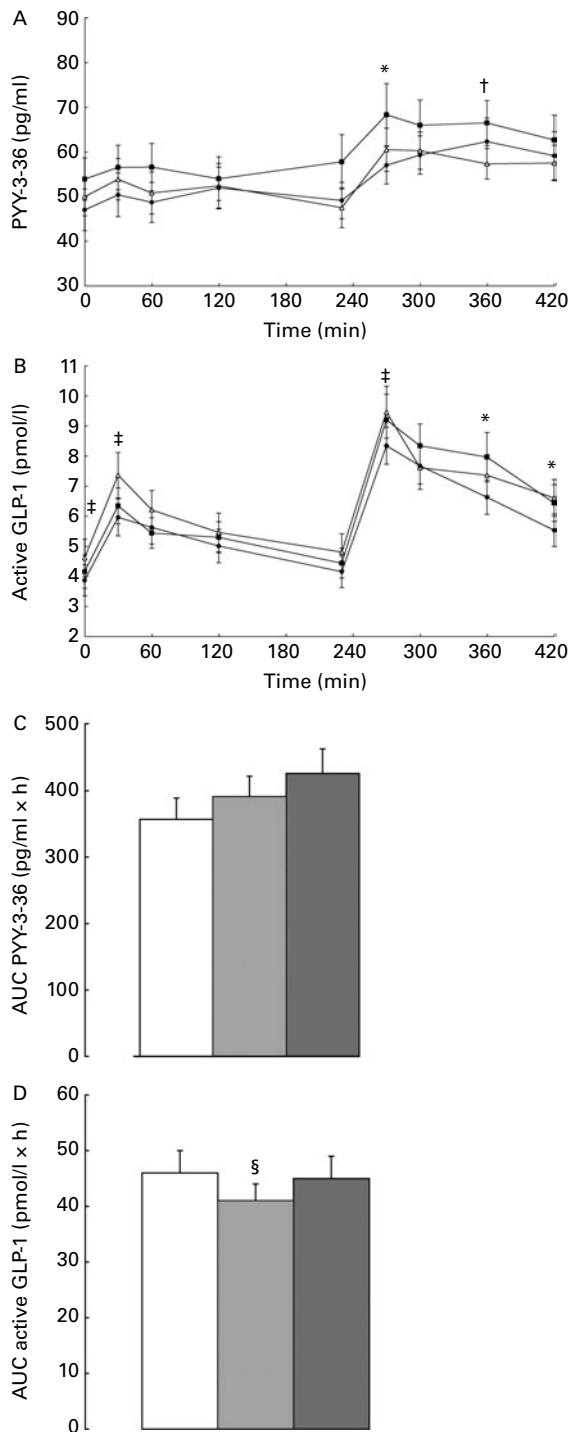 A
PYY-3-36 (pg/ml)
90
80
70
60
50
40
30
* †
0 60 120 180 240 300 360 420
Time (min)
B
Active GLP-1 (pmol/l)
11
10
9
8
7
6
5
4
3
2
‡ ‡ ‡ * *
0 60 120 180 240 300 360 420
Time (min)
C
AUC PYY-3-36 (pg/ml × h)
500
400
300
200
100
0
D
AUC active GLP-1 (pmol/l × h)
60
50
40
30
20
10
0
§